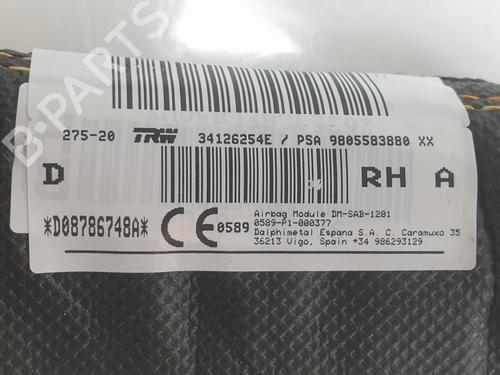 275-20 TRW 34126254E / PSA 9805583880 XX
D RH A
*D08786748A* CE 0589
Airbag Module DM-SAB-1201
0589-P1-000377
Dalphimetal Espana S.A. C. Caramuxo 35
36213 Vigo, Spain +34 986293129
B-PARTS